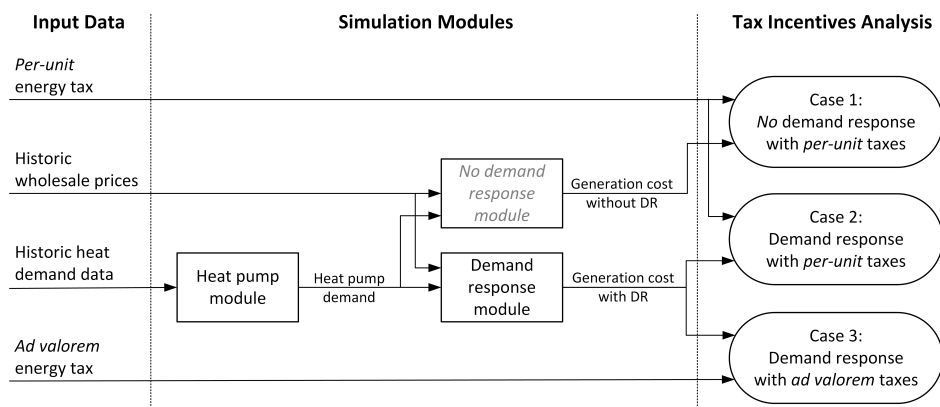 Input Data
Simulation Modules
Tax Incentives Analysis
Per-unit
energy tax
Historic
wholesale prices
Historic heat
demand data
Ad valorem
energy tax
Heat pump
module
Heat pump
demand
No demand
response
module
Demand
response
module
Generation cost
without DR
Generation cost
with DR
Case 1:
No demand response
with per-unit taxes
Case 2:
Demand response
with per-unit taxes
Case 3:
Demand response
with ad valorem taxes